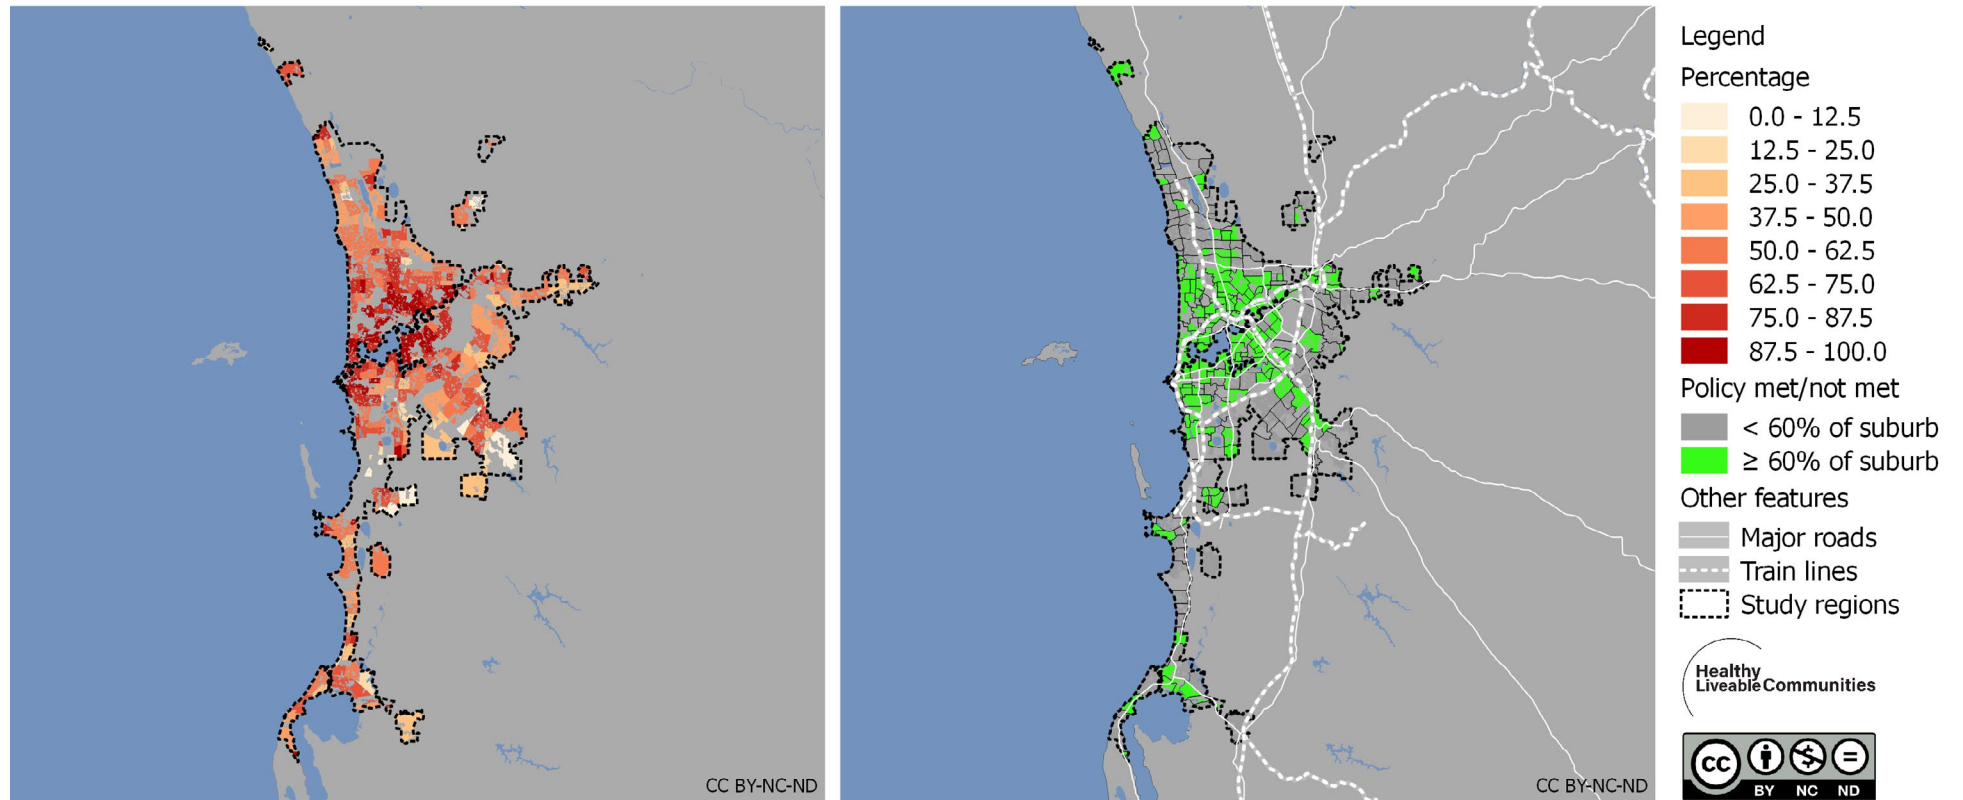 CC BY-NC-ND
CC BY-NC-ND
Legend
Percentage
0.0 - 12.5
12.5 - 25.0
25.0 - 37.5
37.5 - 50.0
50.0 - 62.5
62.5 - 75.0
75.0 - 87.5
87.5 - 100.0
Policy met/not met
< 60% of suburb
≥ 60% of suburb
Other features
Major roads
Train lines
Study regions
Healthy
Liveable Communities
CC
BY NC ND